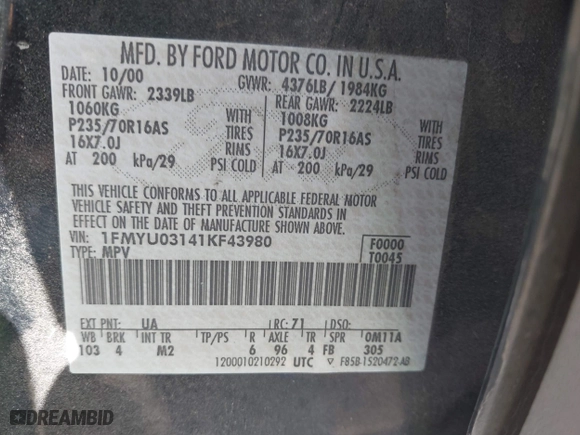 MFD. BY FORD MOTOR CO. IN U.S.A.
DATE: 10/00 GVWR: 4376LB/ 1984KG
FRONT GAWR: 2339LB REAR GAWR: 2224LB
1060KG WITH 1008KG WITH
P235/70R16AS TIRES P235/70R16AS TIRES
16X7.0J RIMS 16X7.0J RIMS
AT 200 kPa/29 PSI COLD AT 200 kPa/29 PSI COLD
THIS VEHICLE CONFORMS TO ALL APPLICABLE FEDERAL MOTOR
VEHICLE SAFETY AND THEFT PREVENTION STANDARDS IN
EFFECT ON THE DATE OF MANUFACTURE SHOWN ABOVE.
VIN: 1FMYU03141KF43980 F0000
TYPE: MPV T0045
EXT PNT: UA RC: 71 DSO:
WB BRK INT TR TP/PS R AXLE TR SPR 0M11A
103 4 M2 6 96 4 FB 305
1200010210292 UTC ▽ F85B-1520472-AB
DREAMBID